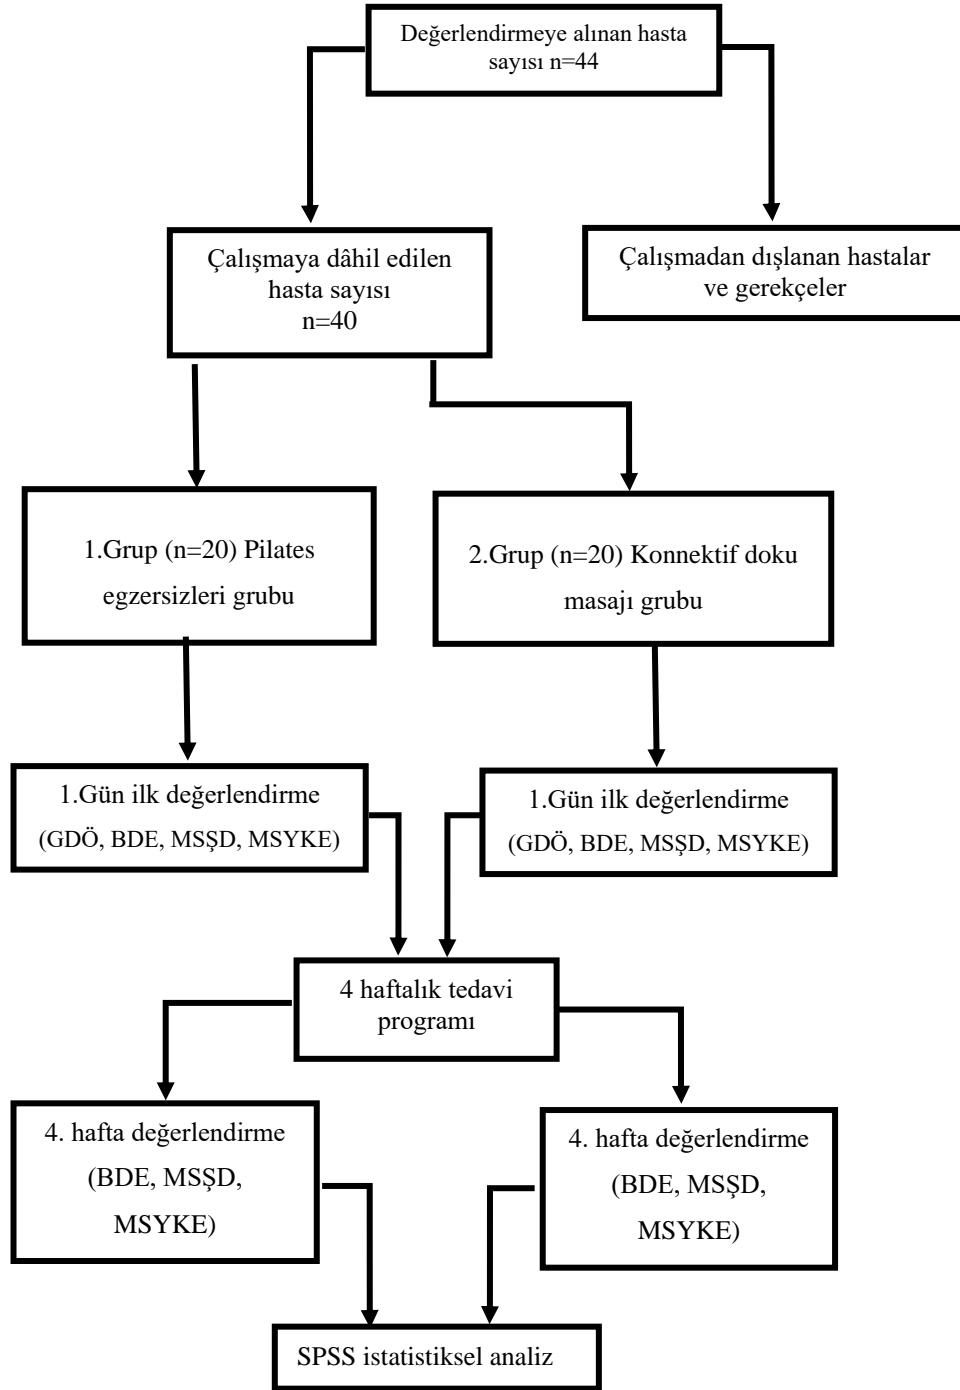 Değerlendirmeye alınan hasta
sayısı n=44
Çalışmaya dâhil edilen
hasta sayısı
n=40
Çalışmadan dışlanan hastalar
ve gerekçeler
1.Grup (n=20) Pilates
egzersizleri grubu
2.Grup (n=20) Konnektif doku
masajı grubu
1.Gün ilk değerlendirme
(GDÖ, BDE, MSŞD, MSYKE)
1.Gün ilk değerlendirme
(GDÖ, BDE, MSŞD, MSYKE)
4 haftalık tedavi
programı
4. hafta değerlendirme
(BDE, MSŞD,
MSYKE)
4. hafta değerlendirme
(BDE, MSŞD,
MSYKE)
SPSS istatistiksel analiz